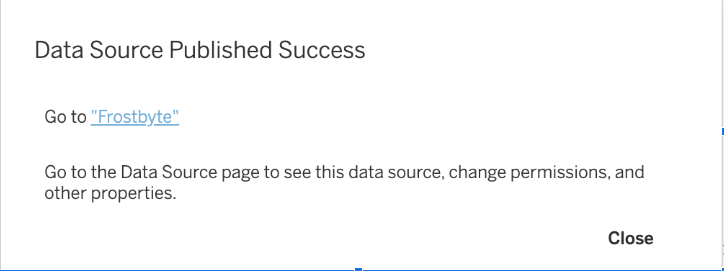 Data Source Published Success
Go to "Frostbyte"
Go to the Data Source page to see this data source, change permissions, and
other properties.
Close